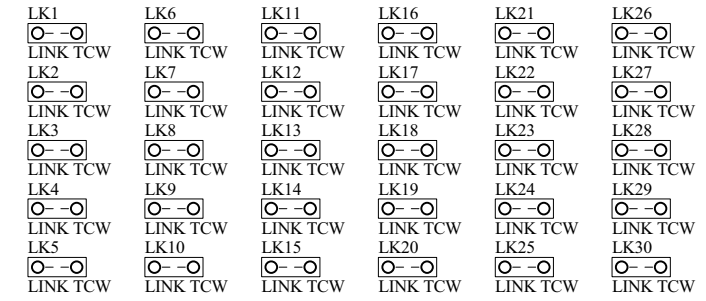 LK1 LK6 LK11 LK16 LK21 LK26
LINK TCW LINK TCW LINK TCW LINK TCW LINK TCW LINK TCW
LK2 LK7 LK12 LK17 LK22 LK27
LINK TCW LINK TCW LINK TCW LINK TCW LINK TCW LINK TCW
LK3 LK8 LK13 LK18 LK23 LK28
LINK TCW LINK TCW LINK TCW LINK TCW LINK TCW LINK TCW
LK4 LK9 LK14 LK19 LK24 LK29
LINK TCW LINK TCW LINK TCW LINK TCW LINK TCW LINK TCW
LK5 LK10 LK15 LK20 LK25 LK30
LINK TCW LINK TCW LINK TCW LINK TCW LINK TCW LINK TCW